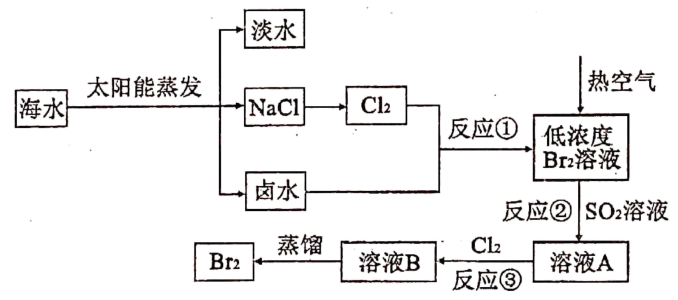 淡水
太阳能蒸发
热空气
海水
NaCl
Cl₂
反应①
低浓度
Br₂溶液
卤水
反应②
SO₂溶液
蒸馏
Cl₂
Br₂
溶液B
反应③
溶液A